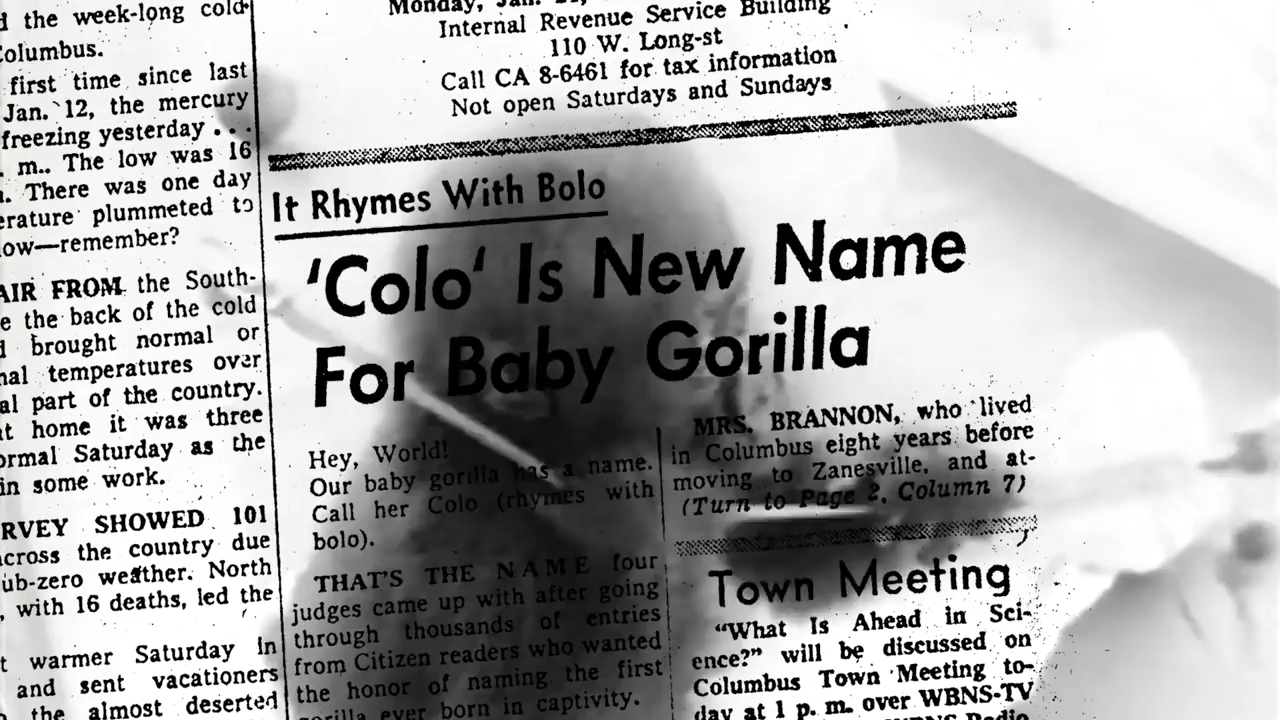 the week-long cold
Columbus.
first time since last
Jan. 12, the mercury
freezing yesterday . . .
m.. The low was 16
There was one day
plummeted to
low—remember?
AIR FROM the South-
the back of the cold
brought normal or
temperatures over
part of the country.
home it was three
Saturday as the
in some work.
SHOWED 101
across the country due
weather. North
with 16 deaths, led the
warmer Saturday in
and sent vacationers
the almost deserted
Monday, Jan.
Internal Revenue Service Building
110 W. Long-st
Call CA 8-6461 for tax information
Not open Saturdays and Sundays
It Rhymes With Bolo
'Colo' Is New Name
For Baby Gorilla
Hey, World!
Our baby gorilla has a name.
Call her Colo (rhymes with
bolo).
THAT'S THE NAME four
judges came up with after going
through thousands of entries
from Citizen readers who wanted
the honor of naming the first
gorilla ever born in captivity.
MRS. BRANNON, who lived
in Columbus eight years before
moving to Zanesville, and at-
(Turn to Page 2, Column 7)
Town Meeting
"What Is Ahead in Sci-
ence?" will be discussed on
Columbus Town Meeting to-
day at 1 p. m. over WBNS-TV
Radio